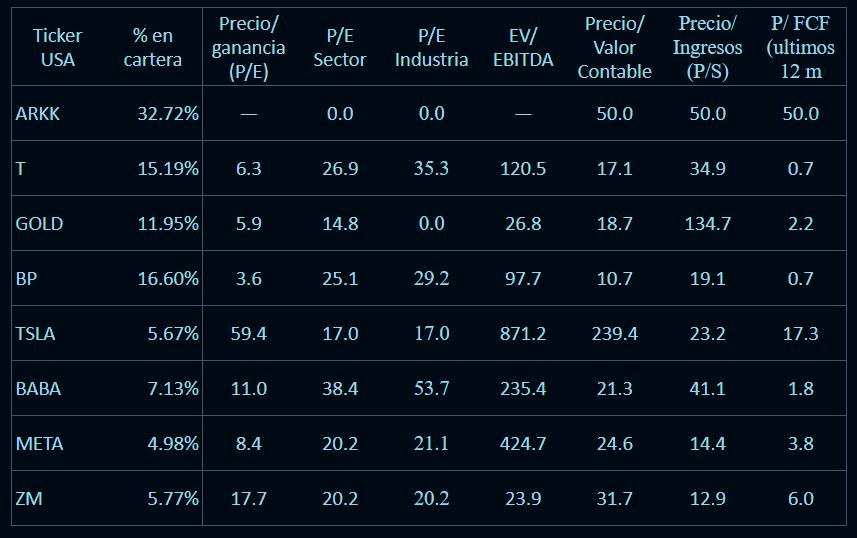 Ticker USA | % en cartera | Precio/ ganancia (P/E) | P/E Sector | P/E Industria | EV/ EBITDA | Precio/ Valor Contable | Precio/ Ingresos (P/S) | P/ FCF (ultimos 12 m
ARKK | 32.72% | — | 0.0 | 0.0 | — | 50.0 | 50.0 | 50.0
T | 15.19% | 6.3 | 26.9 | 35.3 | 120.5 | 17.1 | 34.9 | 0.7
GOLD | 11.95% | 5.9 | 14.8 | 0.0 | 26.8 | 18.7 | 134.7 | 2.2
BP | 16.60% | 3.6 | 25.1 | 29.2 | 97.7 | 10.7 | 19.1 | 0.7
TSLA | 5.67% | 59.4 | 17.0 | 17.0 | 871.2 | 239.4 | 23.2 | 17.3
BABA | 7.13% | 11.0 | 38.4 | 53.7 | 235.4 | 21.3 | 41.1 | 1.8
META | 4.98% | 8.4 | 20.2 | 21.1 | 424.7 | 24.6 | 14.4 | 3.8
ZM | 5.77% | 17.7 | 20.2 | 20.2 | 23.9 | 31.7 | 12.9 | 6.0